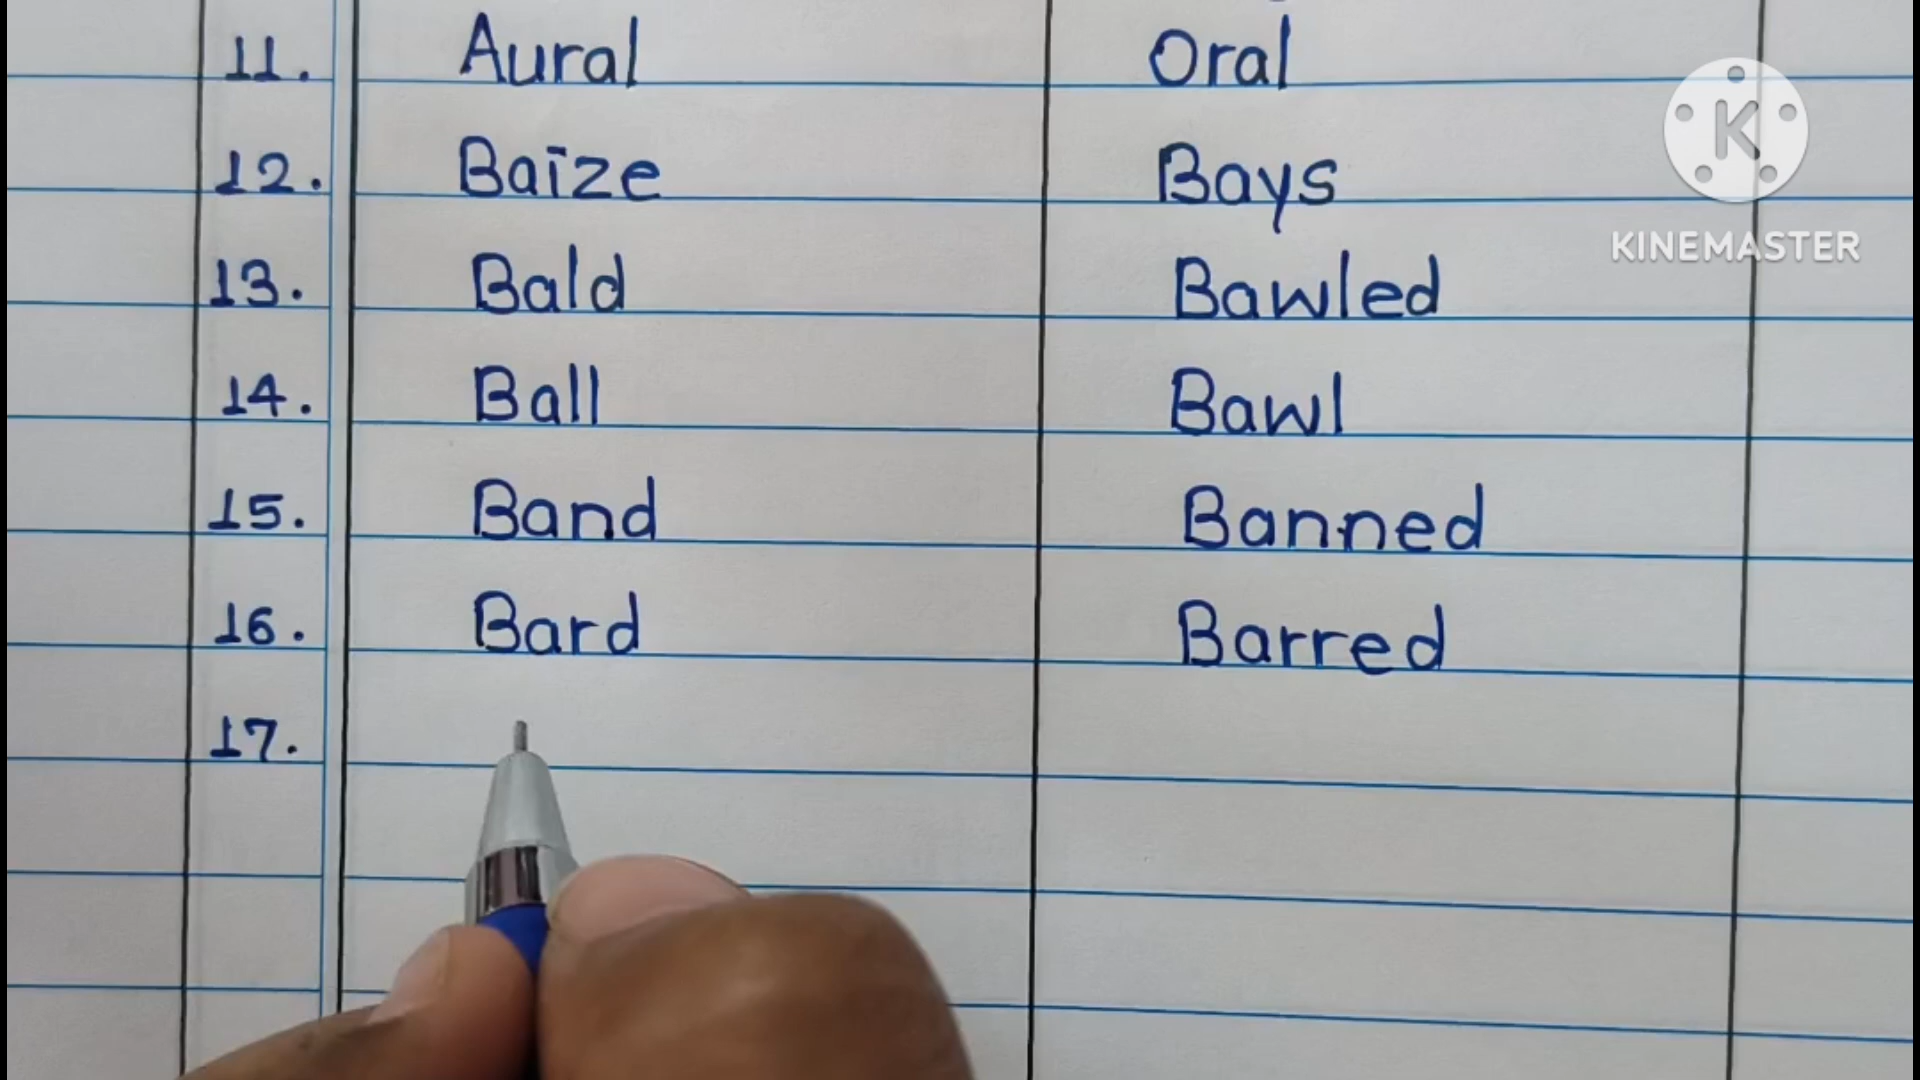 11. Aural Oral
12. Baize Bays
13. Bald Bawled
14. Ball Bawl
15. Band Banned
16. Bard Barred
17.
K
KINEMASTER